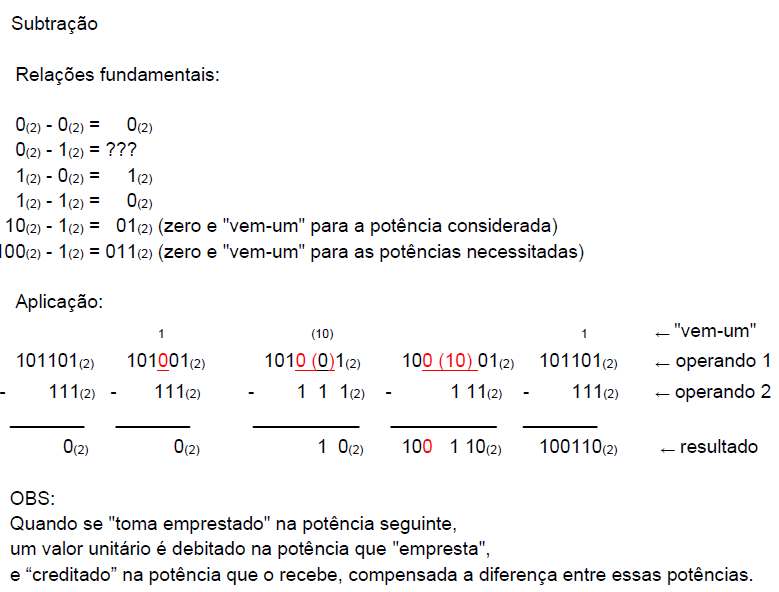 Subtração
Relações fundamentais:
0(2) - 0(2) = 0(2)
0(2) - 1(2) = ???
1(2) - 0(2) = 1(2)
1(2) - 1(2) = 0(2)
10(2) - 1(2) = 01(2) (zero e "vem-um" para a potência considerada)
100(2) - 1(2) = 011(2) (zero e "vem-um" para as potências necessitadas)
Aplicação:
1 (10) 1 ← "vem-um"
101101(2) 101001(2) 1010 (0)1(2) 100 (10) 01(2) 101101(2) ← operando 1
- 111(2) - 111(2) - 1 1 1(2) - 1 11(2) - 111(2) ← operando 2
0(2) 0(2) 1 0(2) 100 1 10(2) 100110(2) ← resultado
OBS:
Quando se "toma emprestado" na potência seguinte,
um valor unitário é debitado na potência que "empresta",
e “creditado” na potência que o recebe, compensada a diferença entre essas potências.